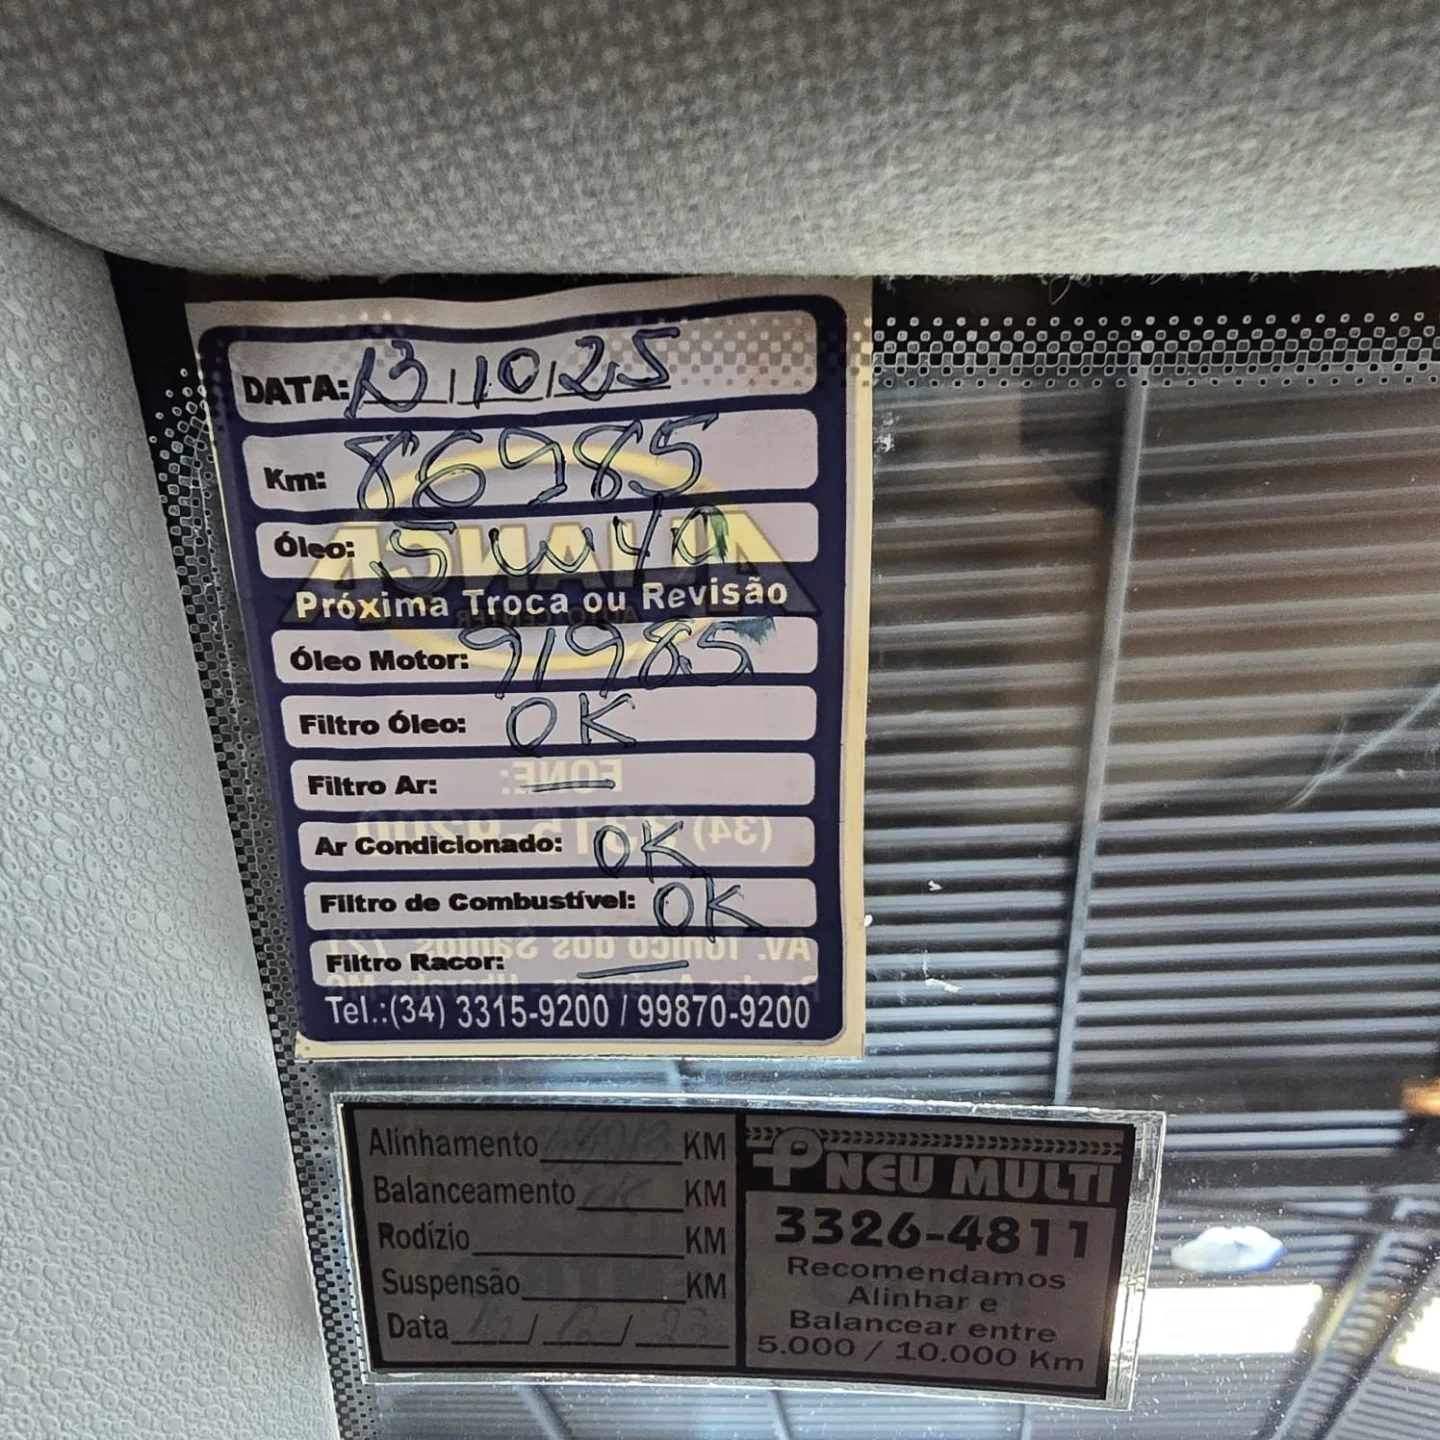 DATA: 13/10/25
Km: 86985
Óleo: 5W40
Próxima Troca ou Revisão
Óleo Motor: 91985
Filtro Óleo: OK
Filtro Ar: —
Ar Condicionado: OK
Filtro de Combustível: OK
Filtro Racor: —
Tel.:(34) 3315-9200 / 99870-9200
Alinhamento KM
Balanceamento OK KM
Rodízio KM
Suspensão KM
Data / /
PNEU MULTI
3326-4811
Recomendamos
Alinhar e
Balancear entre
5.000 / 10.000 Km